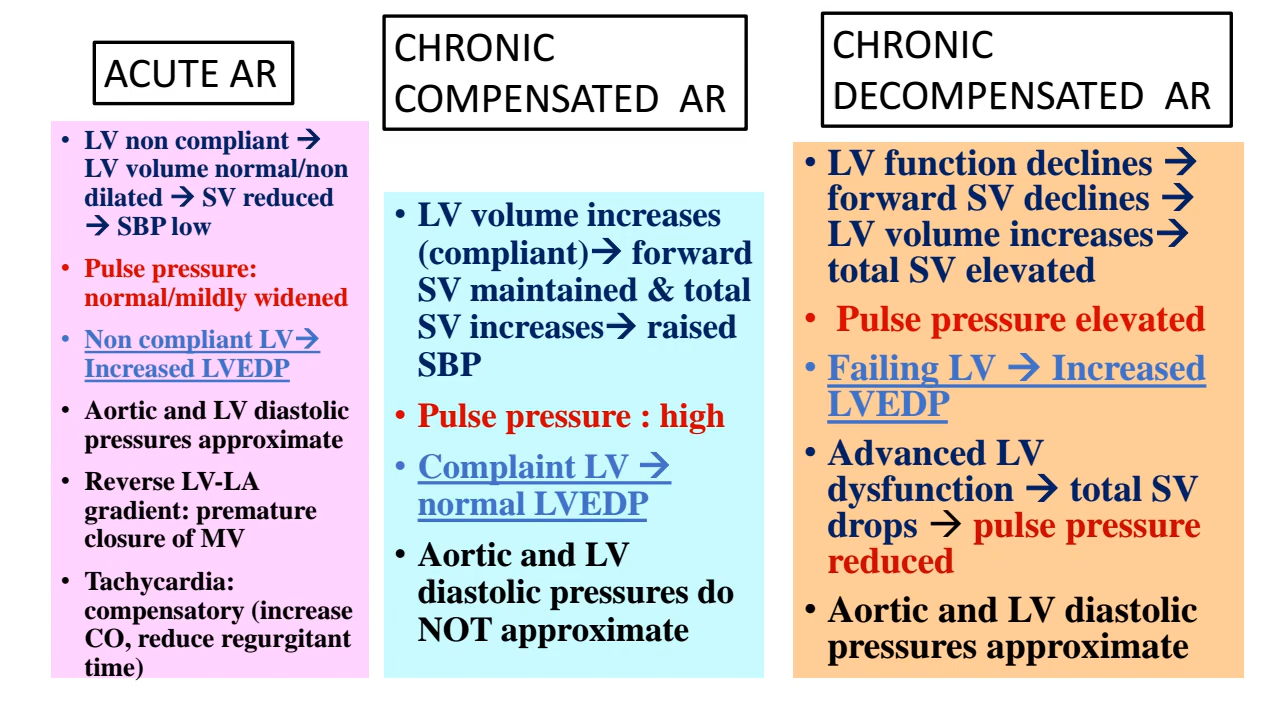 ACUTE AR
• LV non compliant →
LV volume normal/non
dilated → SV reduced
→ SBP low
• Pulse pressure:
normal/mildly widened
• Non compliant LV→
Increased LVEDP
• Aortic and LV diastolic
pressures approximate
• Reverse LV-LA
gradient: premature
closure of MV
• Tachycardia:
compensatory (increase
CO, reduce regurgitant
time)
CHRONIC
COMPENSATED AR
• LV volume increases
(compliant)→ forward
SV maintained & total
SV increases→ raised
SBP
• Pulse pressure : high
• Complaint LV →
normal LVEDP
• Aortic and LV
diastolic pressures do
NOT approximate
CHRONIC
DECOMPENSATED AR
• LV function declines →
forward SV declines →
LV volume increases→
total SV elevated
• Pulse pressure elevated
• Failing LV → Increased
LVEDP
• Advanced LV
dysfunction → total SV
drops → pulse pressure
reduced
• Aortic and LV diastolic
pressures approximate